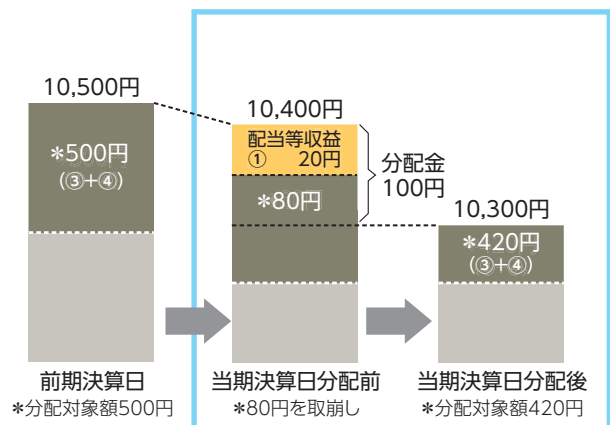 10,500円
*500円
(③+④)
前期決算日
*分配対象額500円
10,400円
配当等収益
① 20円
*80円
分配金
100円
当期決算日分配前
*80円を取崩し
10,300円
*420円
(③+④)
当期決算日分配後
*分配対象額420円